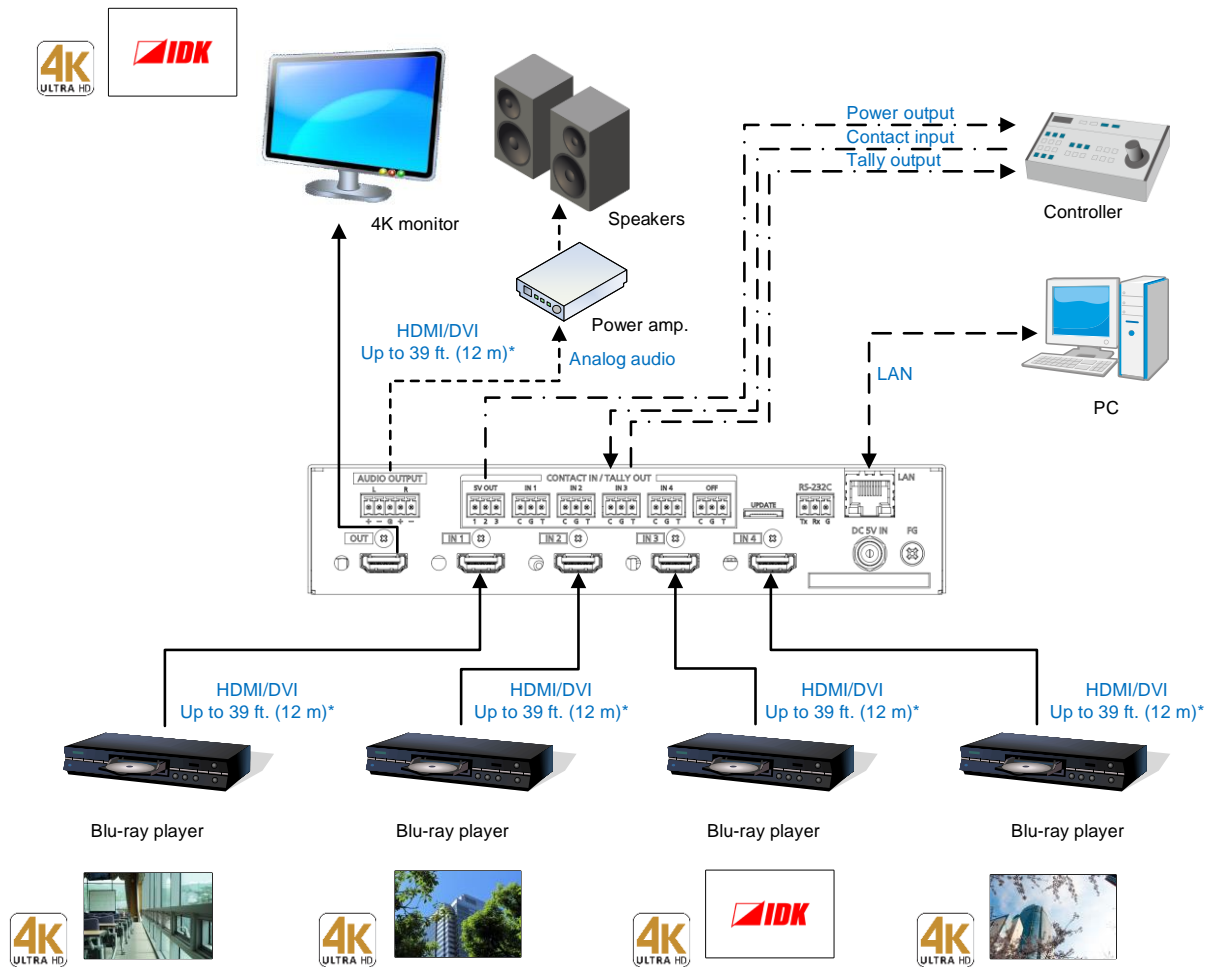 4K
ULTRA HD
IDK
4K monitor
Speakers
Power output
Contact input
Tally output
Controller
Power amp.
HDMI/DVI
Up to 39 ft. (12 m)*
Analog audio
LAN
PC
AUDIO OUTPUT
L R
+ - G + -
CONTACT IN / TALLY OUT
5V OUT IN 1 IN 2 IN 3 IN 4 OFF
1 2 3 C G T C G T C G T C G T C G T
UPDATE
RS-232C
Tx Rx G
LAN
OUT IN 1 IN 2 IN 3 IN 4
DC 5V IN FG
HDMI/DVI
Up to 39 ft. (12 m)*
HDMI/DVI
Up to 39 ft. (12 m)*
HDMI/DVI
Up to 39 ft. (12 m)*
HDMI/DVI
Up to 39 ft. (12 m)*
Blu-ray player
Blu-ray player
Blu-ray player
Blu-ray player
4K
ULTRA HD
4K
ULTRA HD
4K
ULTRA HD
IDK
4K
ULTRA HD